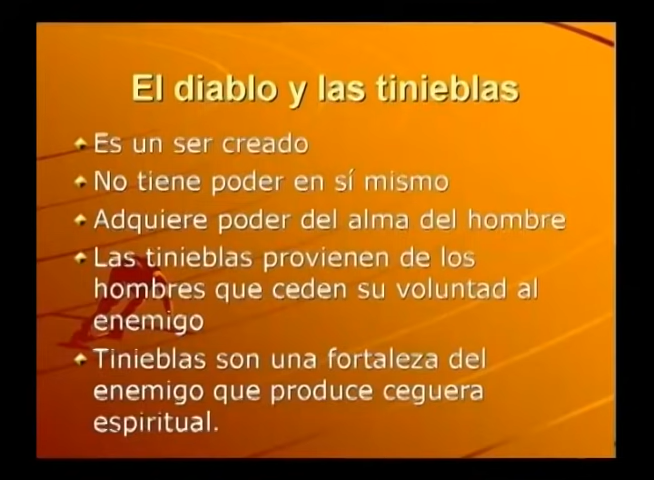 El diablo y las tinieblas
Es un ser creado
No tiene poder en sí mismo
Adquiere poder del alma del hombre
Las tinieblas provienen de los
hombres que ceden su voluntad al
enemigo
Tinieblas son una fortaleza del
enemigo que produce ceguera
espiritual.